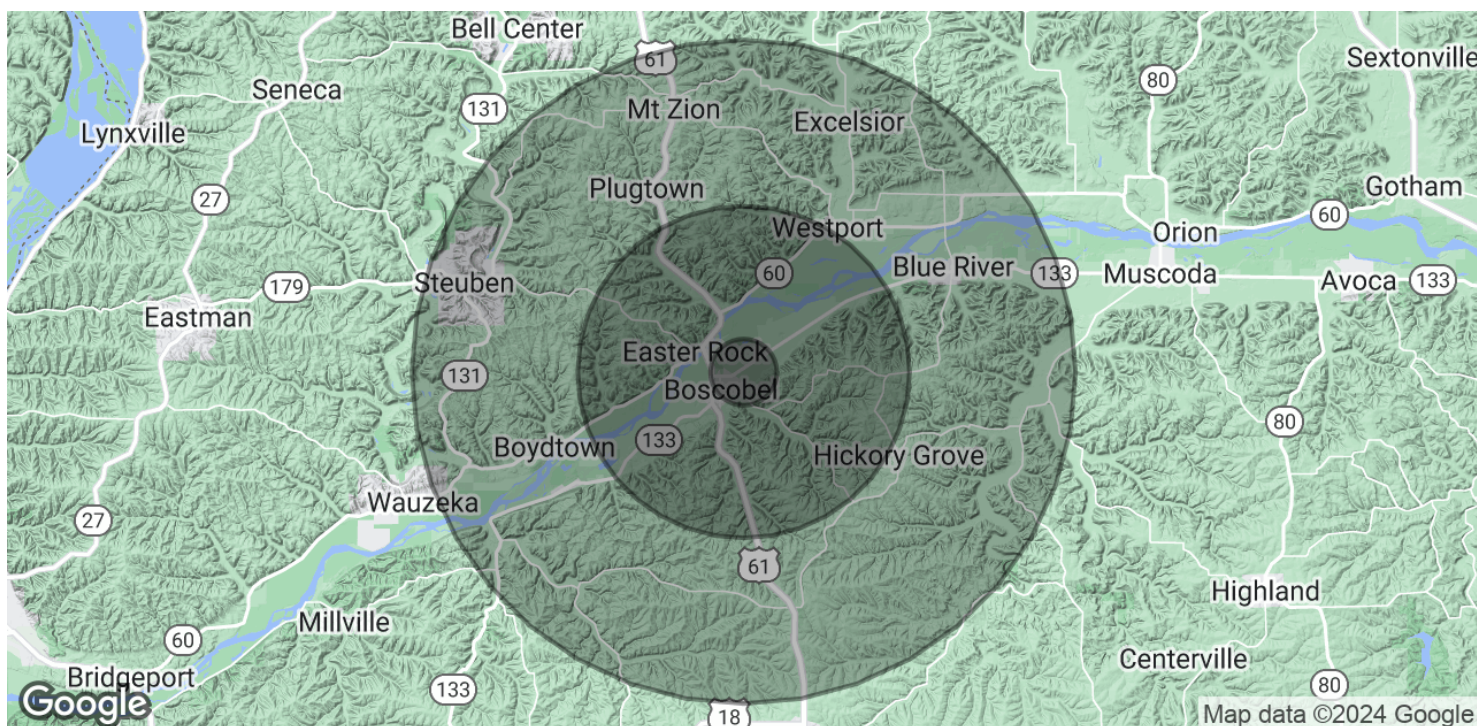 Bell Center
61
Sextonville
80
Seneca
131
Mt Zion
Excelsior
Lynxville
27
Plugtown
Gotham
60
Westport
Orion
Steuben
60
Blue River
133
Muscoda
Avoca
133
179
Eastman
Easter Rock
131
Boscobel
80
133
Boydtown
Hickory Grove
Wauzeka
27
61
Highland
Millville
60
Centerville
Bridgeport
133
80
Google
18
Map data ©2024 Google